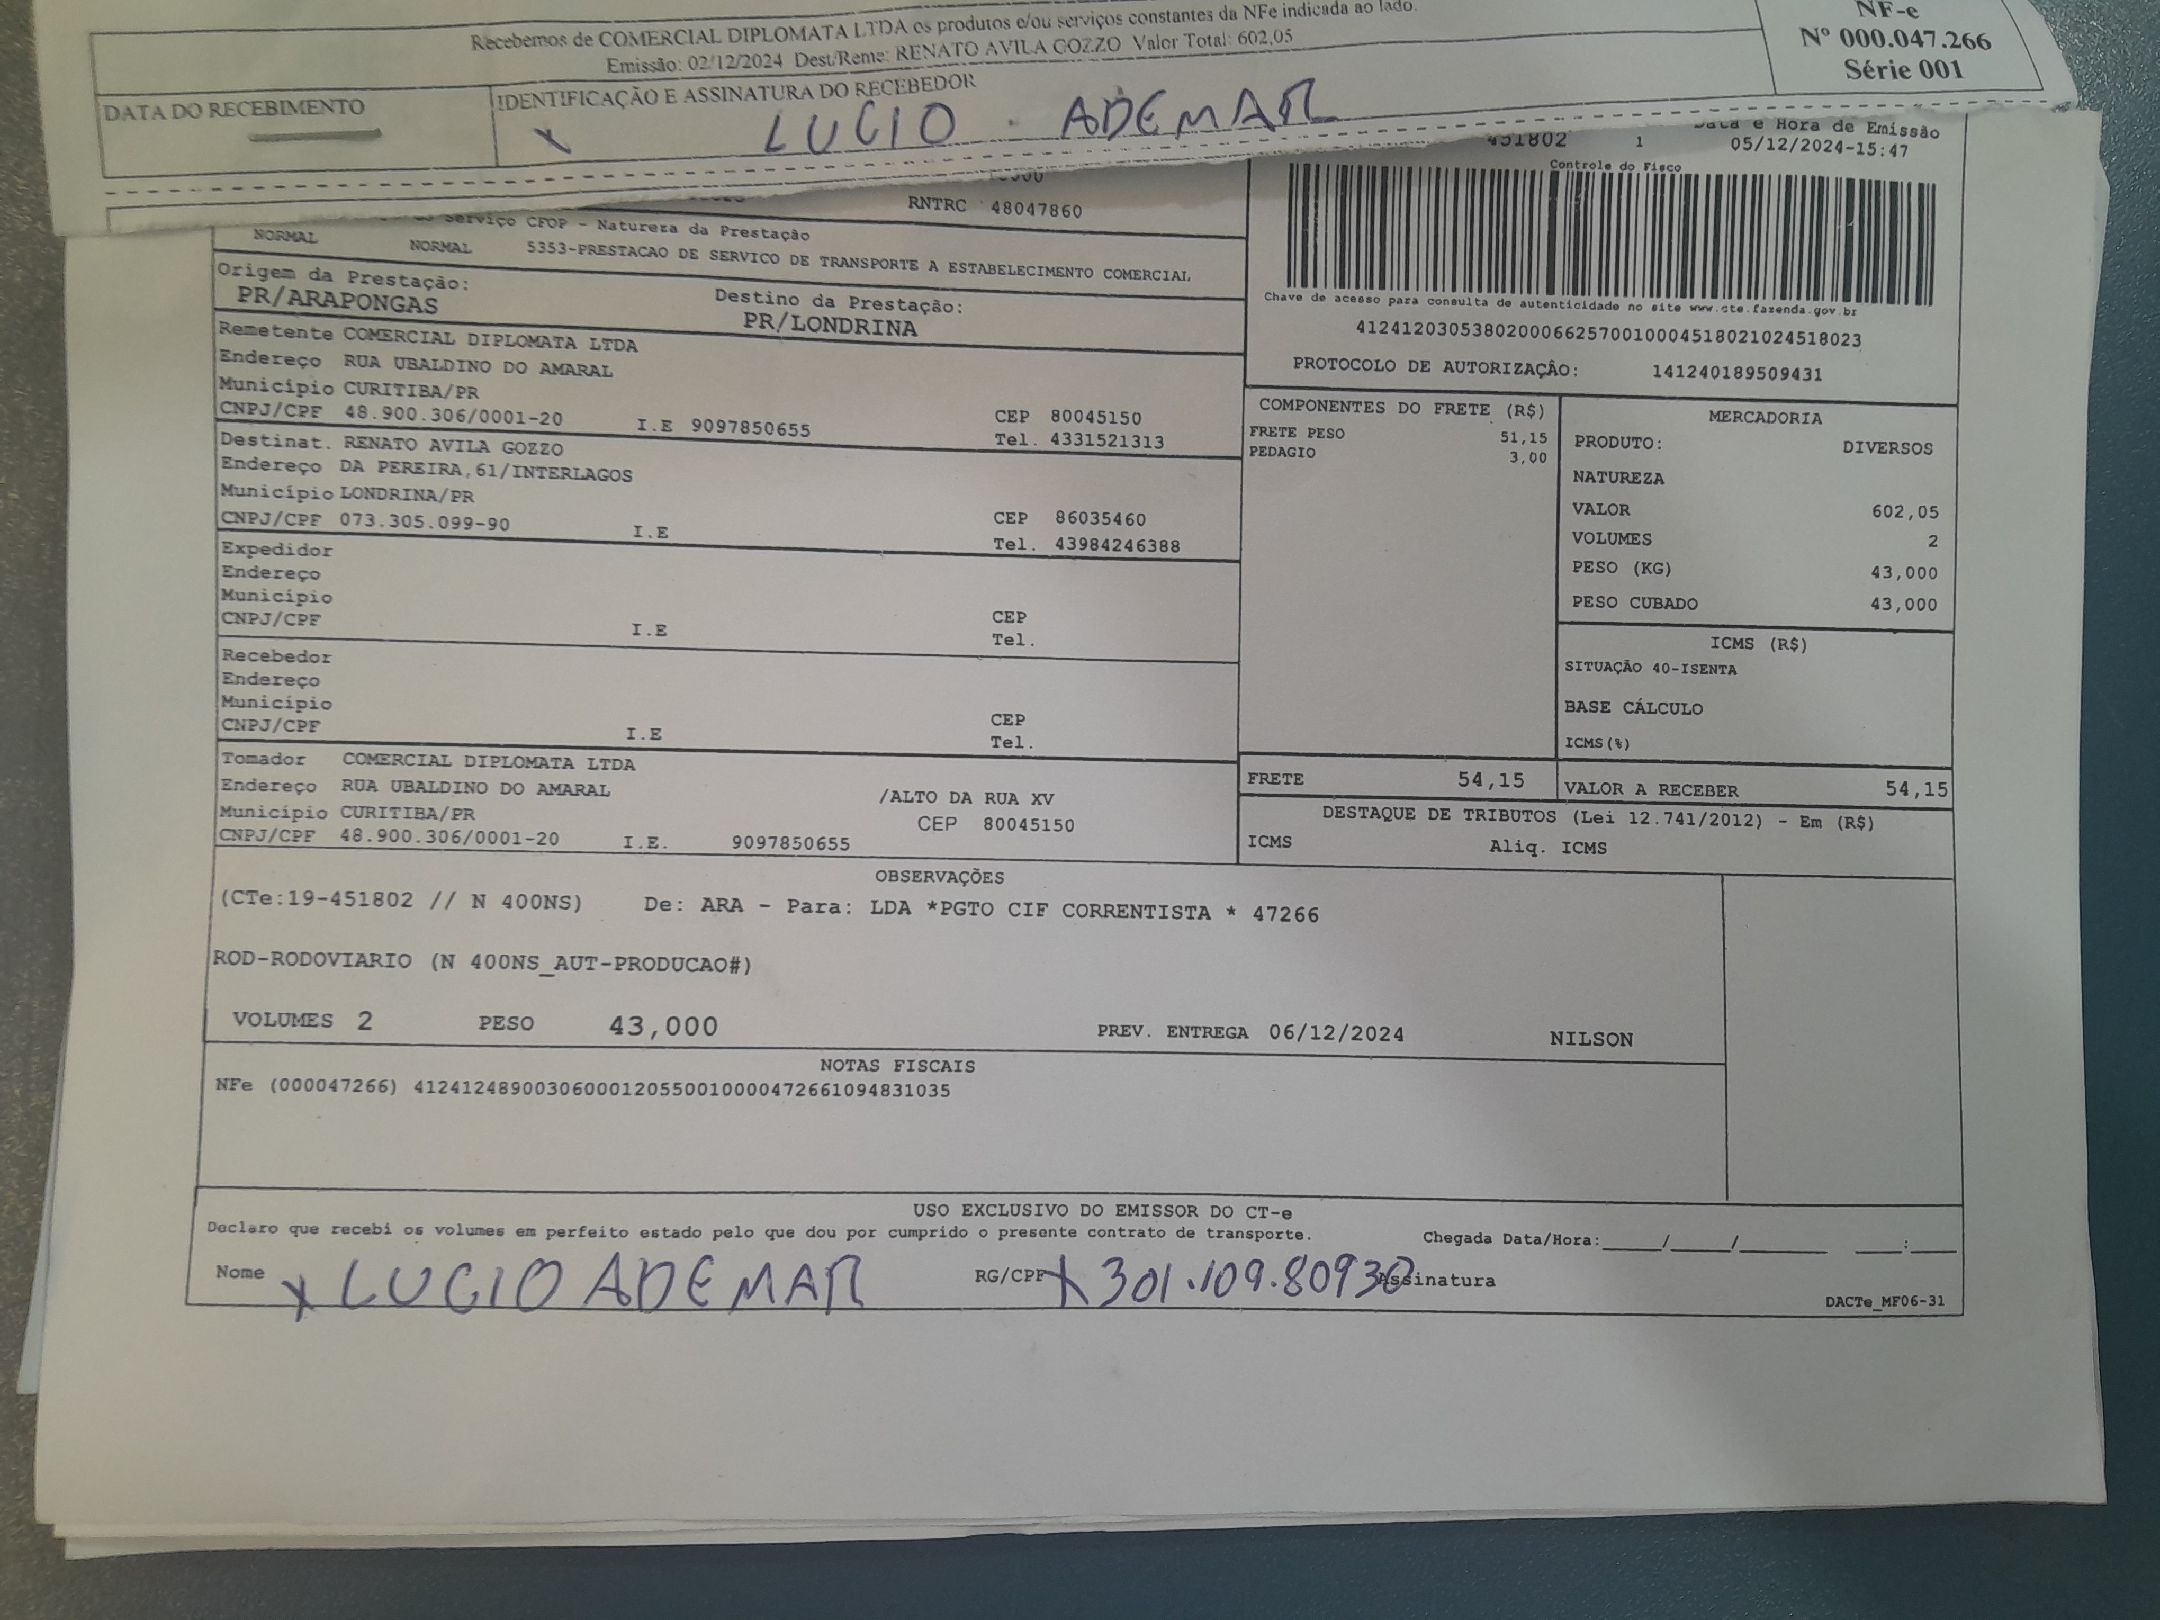 Recebemos de COMERCIAL DIPLOMATA LTDA os produtos e/ou serviços constantes da NFe indicada ao lado.
Emissão: 02/12/2024 Dest/Reme: RENATO AVILA GOZZO Valor Total: 602,05
NF-e
Nº 000.047.266
Série 001
DATA DO RECEBIMENTO
IDENTIFICAÇÃO E ASSINATURA DO RECEBEDOR
x LUCIO ADEMAR
451802 1
Data e Hora de Emissão
05/12/2024-15:47
Controle do Fisco
RNTRC 48047860
Serviço CFOP - Natureza da Prestação
NORMAL NORMAL 5353-PRESTACAO DE SERVICO DE TRANSPORTE A ESTABELECIMENTO COMERCIAL
Origem da Prestação:
PR/ARAPONGAS
Destino da Prestação:
PR/LONDRINA
Chave de acesso para consulta de autenticidade no site www.cte.fazenda.gov.br
41241203053802000662570010004518021024518023
PROTOCOLO DE AUTORIZAÇÂO: 141240189509431
Remetente COMERCIAL DIPLOMATA LTDA
Endereço RUA UBALDINO DO AMARAL
Município CURITIBA/PR
CNPJ/CPF 48.900.306/0001-20 I.E 9097850655
CEP 80045150
Tel. 4331521313
Destinat. RENATO AVILA GOZZO
Endereço DA PEREIRA,61/INTERLAGOS
Município LONDRINA/PR
CNPJ/CPF 073.305.099-90 I.E
CEP 86035460
Tel. 43984246388
Expedidor
Endereço
Município
CNPJ/CPF I.E
CEP
Tel.
Recebedor
Endereço
Município
CNPJ/CPF I.E
CEP
Tel.
Tomador COMERCIAL DIPLOMATA LTDA
Endereço RUA UBALDINO DO AMARAL /ALTO DA RUA XV
Município CURITIBA/PR CEP 80045150
CNPJ/CPF 48.900.306/0001-20 I.E. 9097850655
COMPONENTES DO FRETE (R$)
FRETE PESO 51,15
PEDAGIO 3,00
MERCADORIA
PRODUTO: DIVERSOS
NATUREZA
VALOR 602,05
VOLUMES 2
PESO (KG) 43,000
PESO CUBADO 43,000
ICMS (R$)
SITUAÇÃO 40-ISENTA
BASE CÁLCULO
ICMS(%)
FRETE 54,15
VALOR A RECEBER 54,15
DESTAQUE DE TRIBUTOS (Lei 12.741/2012) - Em (R$)
ICMS Aliq. ICMS
OBSERVAÇÕES
(CTe:19-451802 // N 400NS) De: ARA - Para: LDA *PGTO CIF CORRENTISTA * 47266
ROD-RODOVIARIO (N 400NS_AUT-PRODUCAO#)
VOLUMES 2 PESO 43,000 PREV. ENTREGA 06/12/2024 NILSON
NOTAS FISCAIS
NFe (000047266) 41241248900306000120550010000472661094831035
USO EXCLUSIVO DO EMISSOR DO CT-e
Declaro que recebi os volumes em perfeito estado pelo que dou por cumprido o presente contrato de transporte.
Chegada Data/Hora:____/____/______ ___:___
Nome x LUCIO ADEMAR RG/CPF x 301.109.80930 Assinatura
DACTe_MF06-31